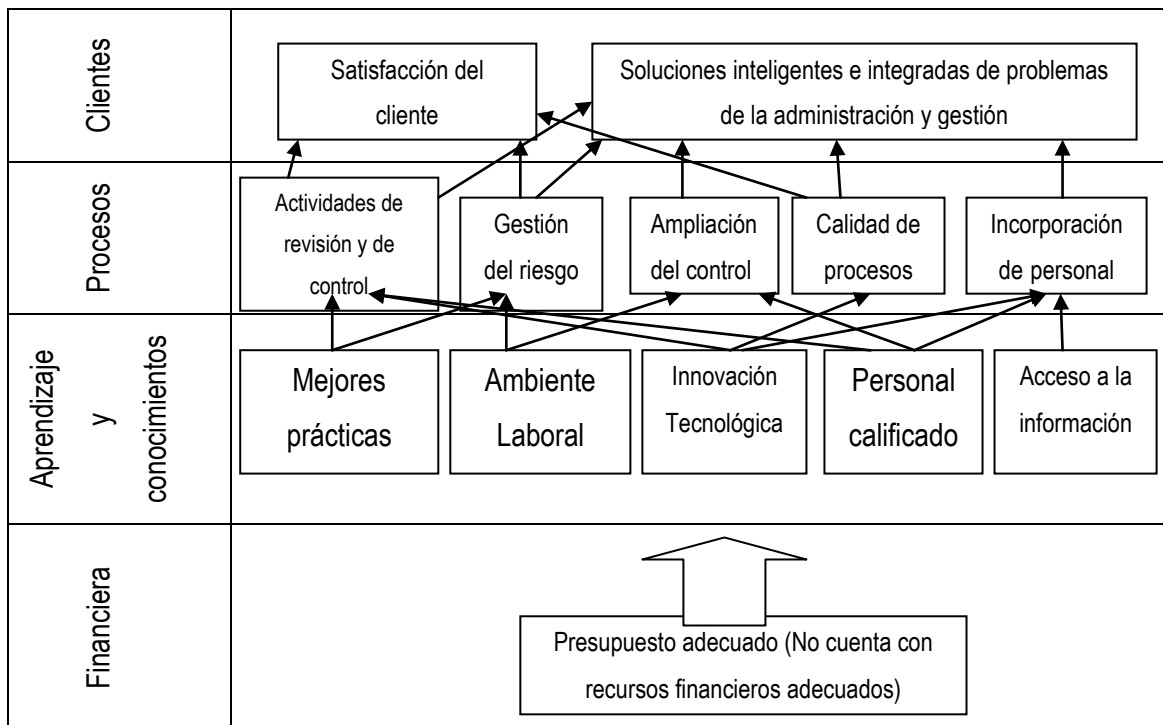 Clientes
Satisfacción del
cliente
Soluciones inteligentes e integradas de problemas
de la administración y gestión
Procesos
Actividades de
revisión y de
control
Gestión
del riesgo
Ampliación
del control
Calidad de
procesos
Incorporación
de personal
Aprendizaje
y
conocimientos
Mejores
prácticas
Ambiente
Laboral
Innovación
Tecnológica
Personal
calificado
Acceso a la
información
Financiera
Presupuesto adecuado (No cuenta con
recursos financieros adecuados)